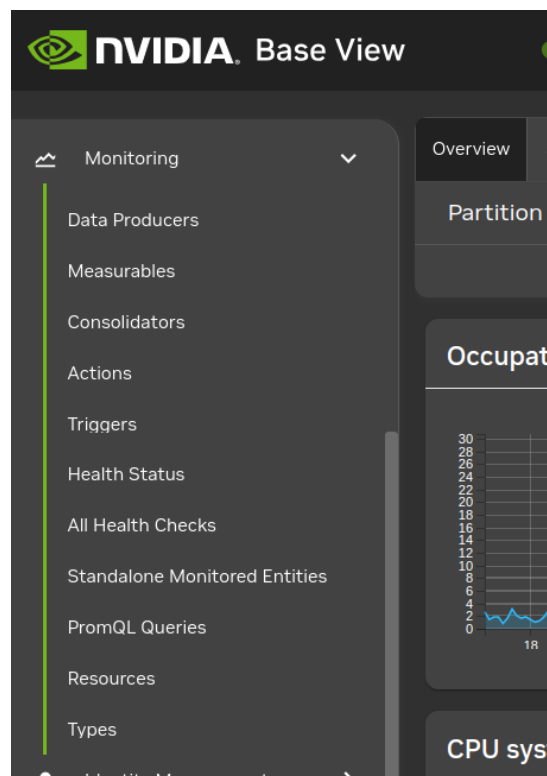 NVIDIA. Base View
Monitoring
Data Producers
Measurables
Consolidators
Actions
Triggers
Health Status
All Health Checks
Standalone Monitored Entities
PromQL Queries
Resources
Types
Overview
Partition
Occupat
30
28
26
24
22
20
18
16
14
12
10
8
6
4
2
0
18
CPU sys